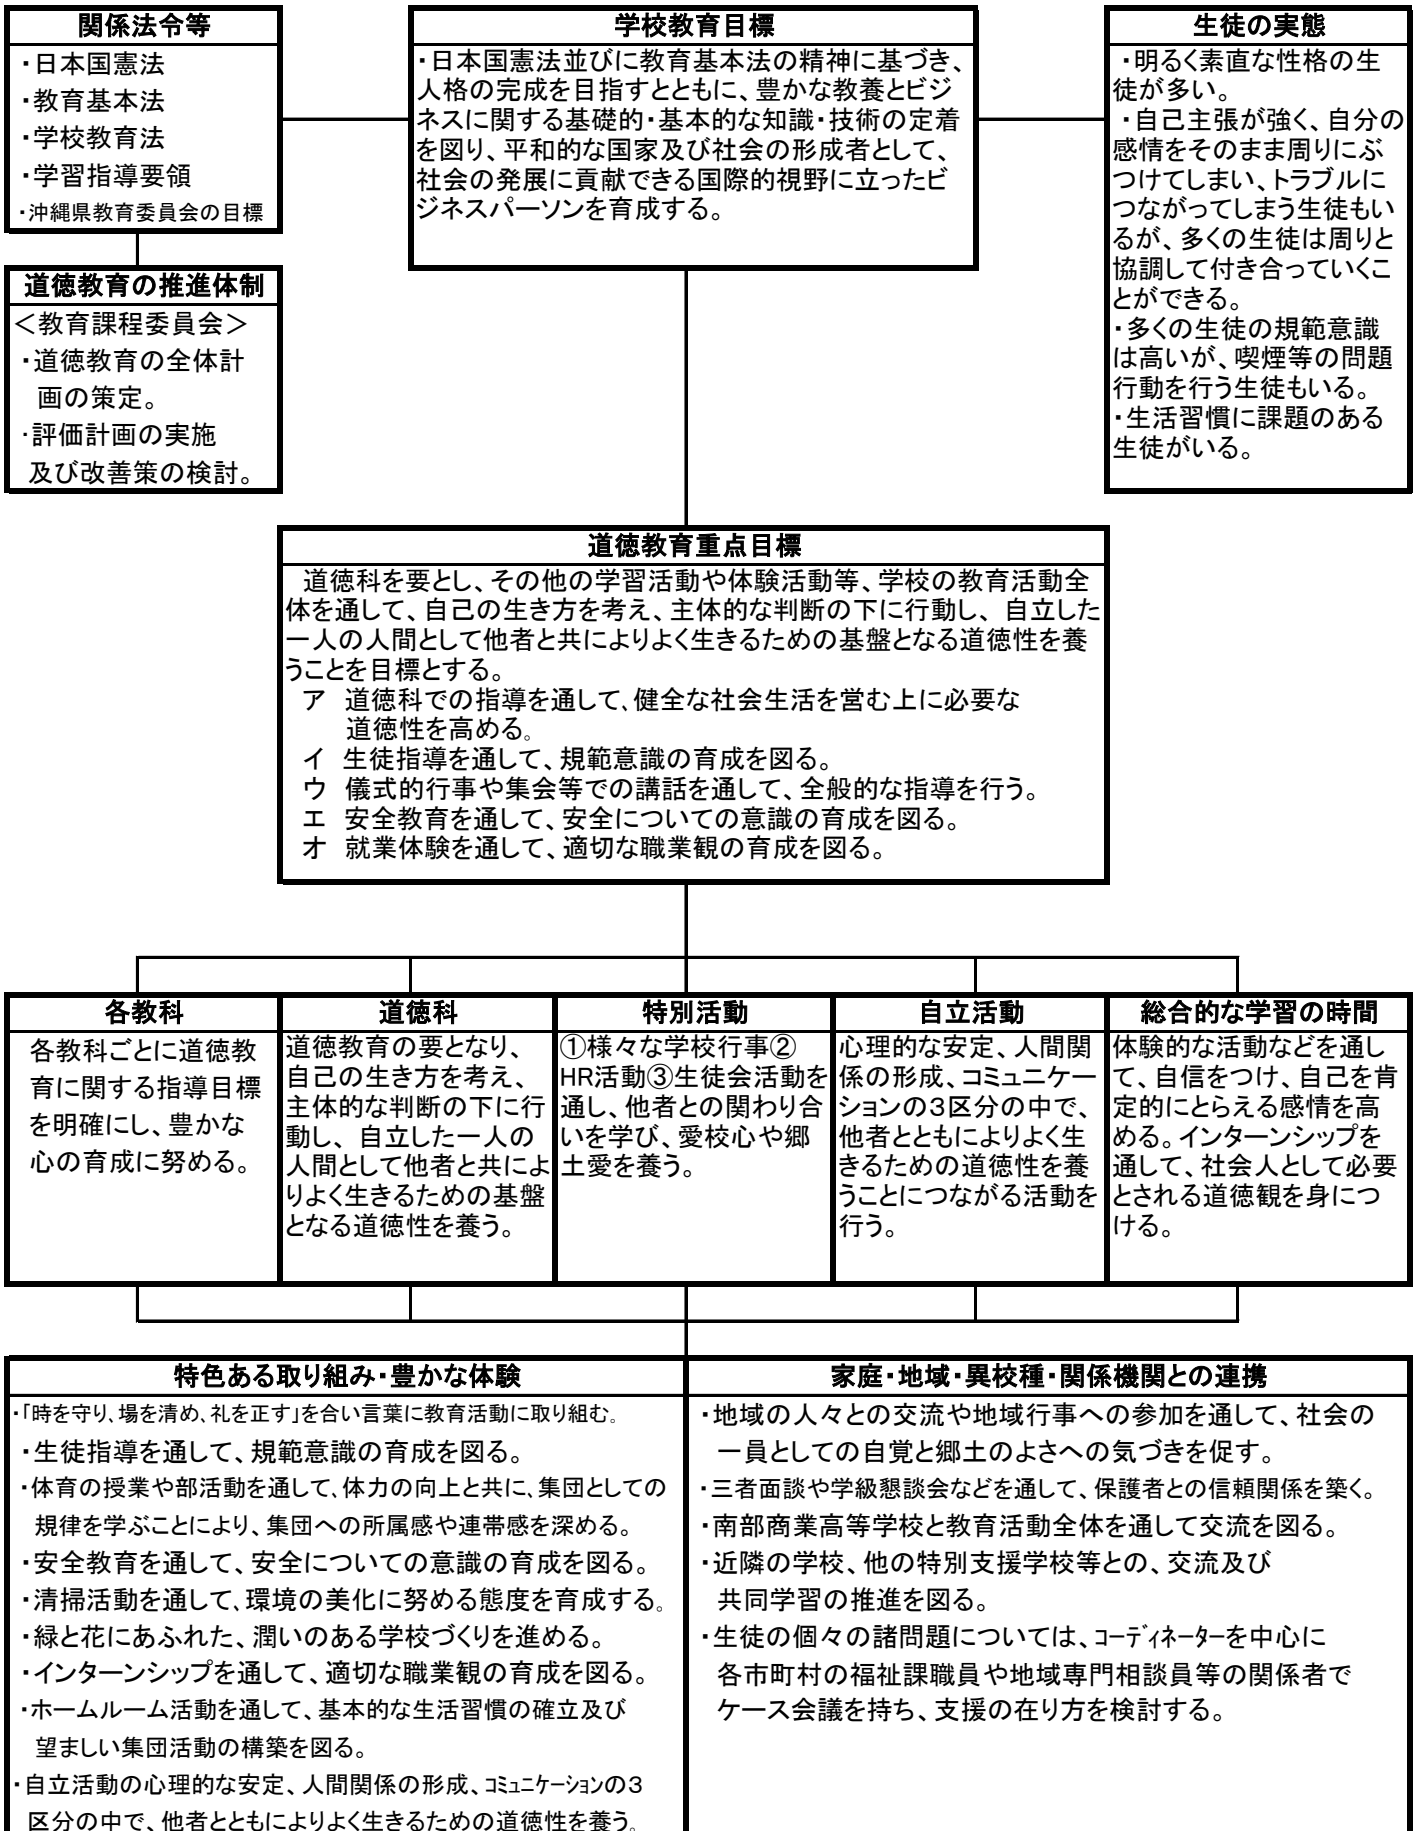 関係法令等
・日本国憲法
・教育基本法
・学校教育法
・学習指導要領
・沖縄県教育委員会の目標
道徳教育の推進体制
＜教育課程委員会＞
・道徳教育の全体計
画の策定。
・評価計画の実施
及び改善策の検討。
学校教育目標
・日本国憲法並びに教育基本法の精神に基づき、
人格の完成を目指すとともに、豊かな教養とビジ
ネスに関する基礎的・基本的な知識・技術の定着
を図り、平和的な国家及び社会の形成者として、
社会の発展に貢献できる国際的視野に立ったビ
ジネスパーソンを育成する。
生徒の実態
・明るく素直な性格の生
徒が多い。
・自己主張が強く、自分の
感情をそのまま周りにぶ
つけてしまい、トラブルに
つながってしまう生徒もい
るが、多くの生徒は周りと
協調して付き合っていくこ
とができる。
・多くの生徒の規範意識
は高いが、喫煙等の問題
行動を行う生徒もいる。
・生活習慣に課題のある
生徒がいる。
道徳教育重点目標
道徳科を要とし、その他の学習活動や体験活動等、学校の教育活動全
体を通して、自己の生き方を考え、主体的な判断の下に行動し、自立した
一人の人間として他者と共によりよく生きるための基盤となる道徳性を養
うことを目標とする。
ア 道徳科での指導を通して、健全な社会生活を営む上に必要な
道徳性を高める。
イ 生徒指導を通して、規範意識の育成を図る。
ウ 儀式的行事や集会等での講話を通して、全般的な指導を行う。
エ 安全教育を通して、安全についての意識の育成を図る。
オ 就業体験を通して、適切な職業観の育成を図る。
各教科
各教科ごとに道徳教
育に関する指導目標
を明確にし、豊かな
心の育成に努める。
道徳科
道徳教育の要となり、
自己の生き方を考え、
主体的な判断の下に行
動し、自立した一人の
人間として他者と共によ
りよく生きるための基盤
となる道徳性を養う。
特別活動
①様々な学校行事②
HR活動③生徒会活動を
通し、他者との関わり合
いを学び、愛校心や郷
土愛を養う。
自立活動
心理的な安定、人間関
係の形成、コミュニケー
ションの３区分の中で、
他者とともによりよく生
きるための道徳性を養
うことにつながる活動を
行う。
総合的な学習の時間
体験的な活動などを通し
て、自信をつけ、自己を肯
定的にとらえる感情を高
める。インターンシップを
通して、社会人として必要
とされる道徳観を身につ
ける。
特色ある取り組み・豊かな体験
・「時を守り、場を清め、礼を正す」を合い言葉に教育活動に取り組む。
・生徒指導を通して、規範意識の育成を図る。
・体育の授業や部活動を通して、体力の向上と共に、集団としての
規律を学ぶことにより、集団への所属感や連帯感を深める。
・安全教育を通して、安全についての意識の育成を図る。
・清掃活動を通して、環境の美化に努める態度を育成する。
・緑と花にあふれた、潤いのある学校づくりを進める。
・インターンシップを通して、適切な職業観の育成を図る。
・ホームルーム活動を通して、基本的な生活習慣の確立及び
望ましい集団活動の構築を図る。
・自立活動の心理的な安定、人間関係の形成、ｺﾐｭﾆｹｰｼｮﾝの３
区分の中で、他者とともによりよく生きるための道徳性を養う。
家庭・地域・異校種・関係機関との連携
・地域の人々との交流や地域行事への参加を通して、社会の
一員としての自覚と郷土のよさへの気づきを促す。
・三者面談や学級懇談会などを通して、保護者との信頼関係を築く。
・南部商業高等学校と教育活動全体を通して交流を図る。
・近隣の学校、他の特別支援学校等との、交流及び
共同学習の推進を図る。
・生徒の個々の諸問題については、ｺｰﾃﾞｨﾈｰﾀｰを中心に
各市町村の福祉課職員や地域専門相談員等の関係者で
ケース会議を持ち、支援の在り方を検討する。